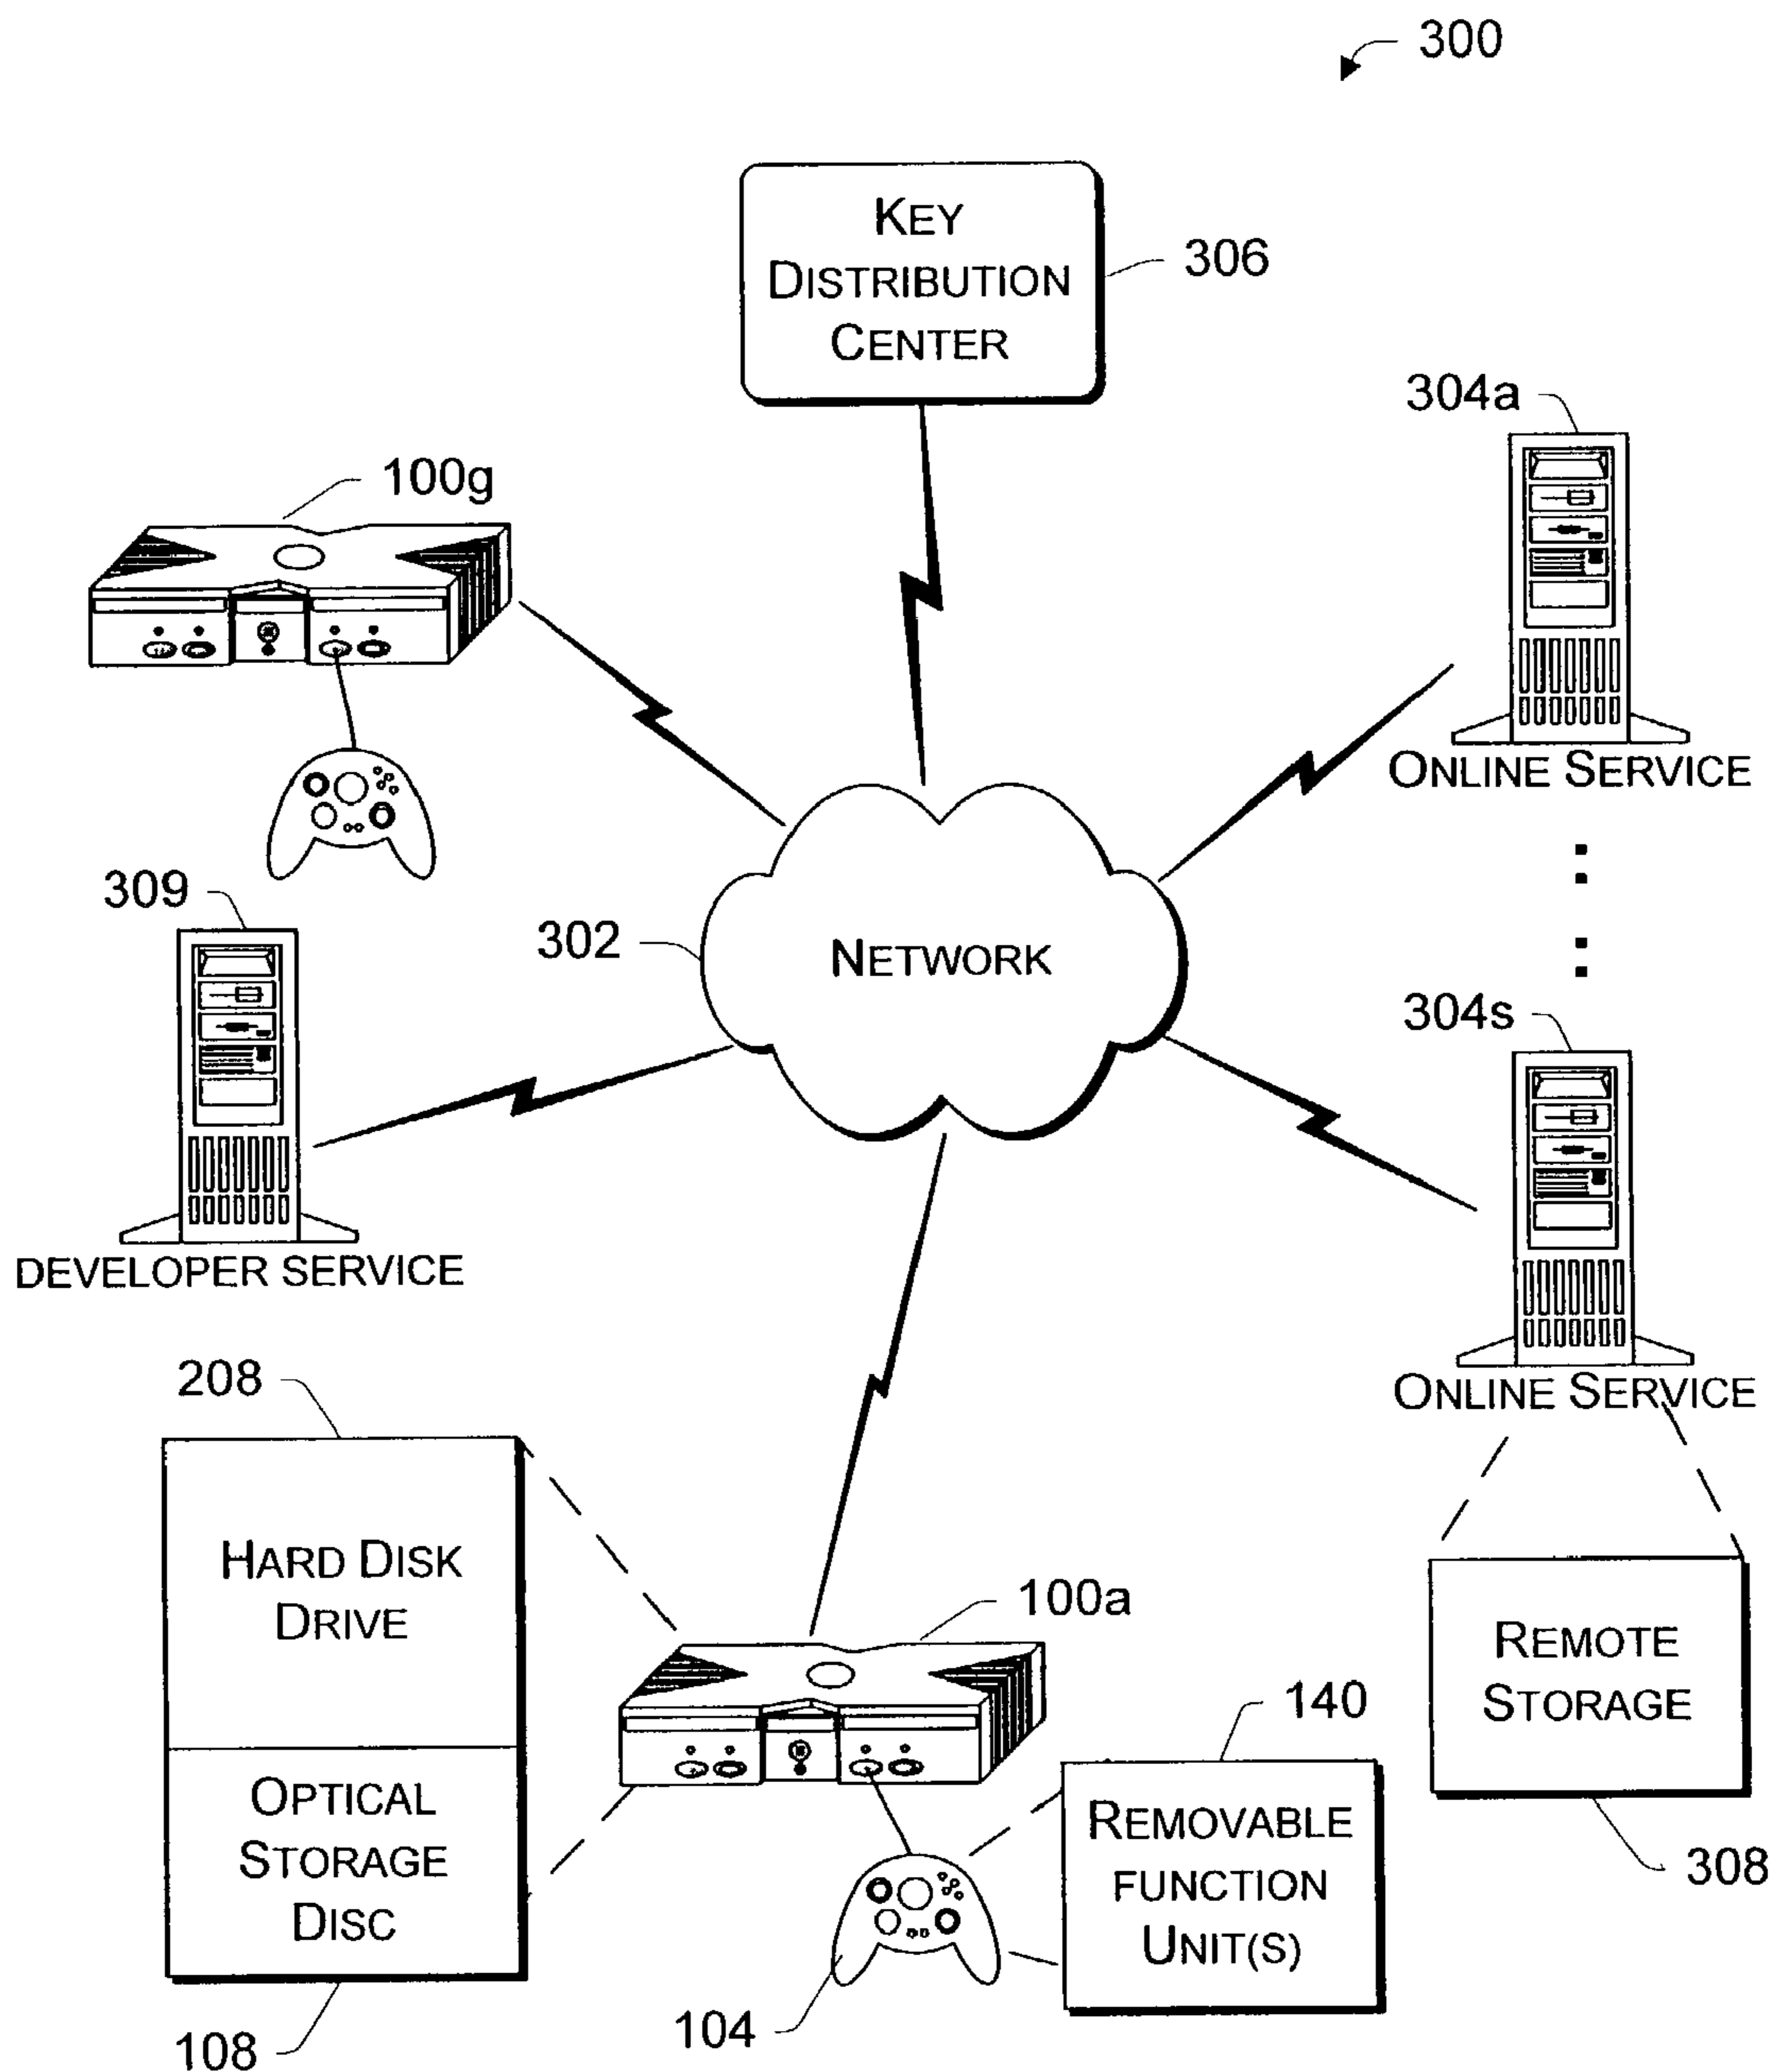 300
KEY
DISTRIBUTION
CENTER
306
304a
ONLINE SERVICE
100g
309
302
NETWORK
304s
DEVELOPER SERVICE
ONLINE SERVICE
208
HARD DISK
DRIVE
100a
REMOTE
STORAGE
140
OPTICAL
STORAGE
DISC
REMOVABLE
FUNCTION
UNIT(S)
308
104
108